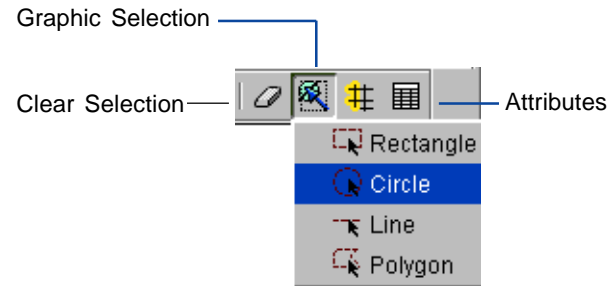 Graphic Selection
Clear Selection
Attributes
Rectangle
Circle
Line
Polygon